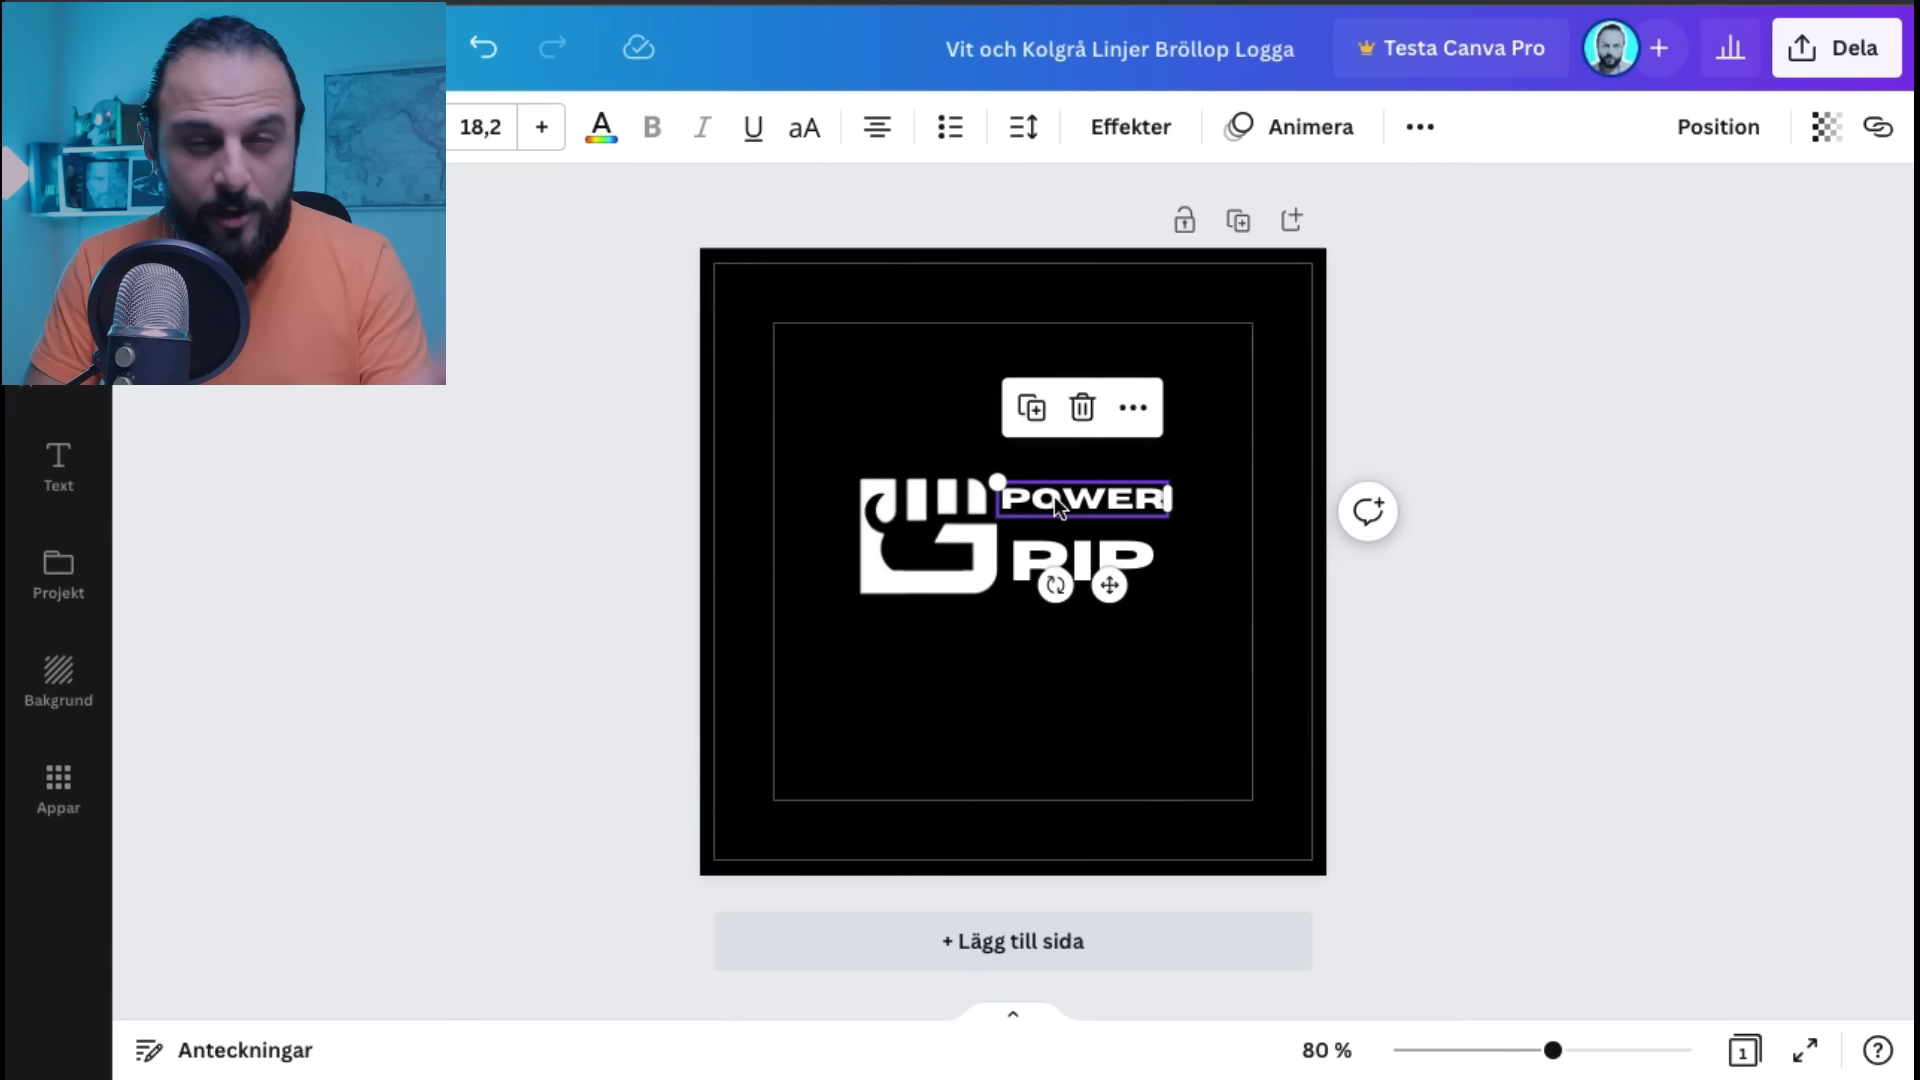 Vit och Kolgrå Linjer Bröllop Logga
Testa Canva Pro
Dela
18,2
+
A
B
I
U
aA
Effekter
Animera
Position
Text
Projekt
Bakgrund
Appar
POWER
RIP
+ Lägg till sida
Anteckningar
80 %
1
?